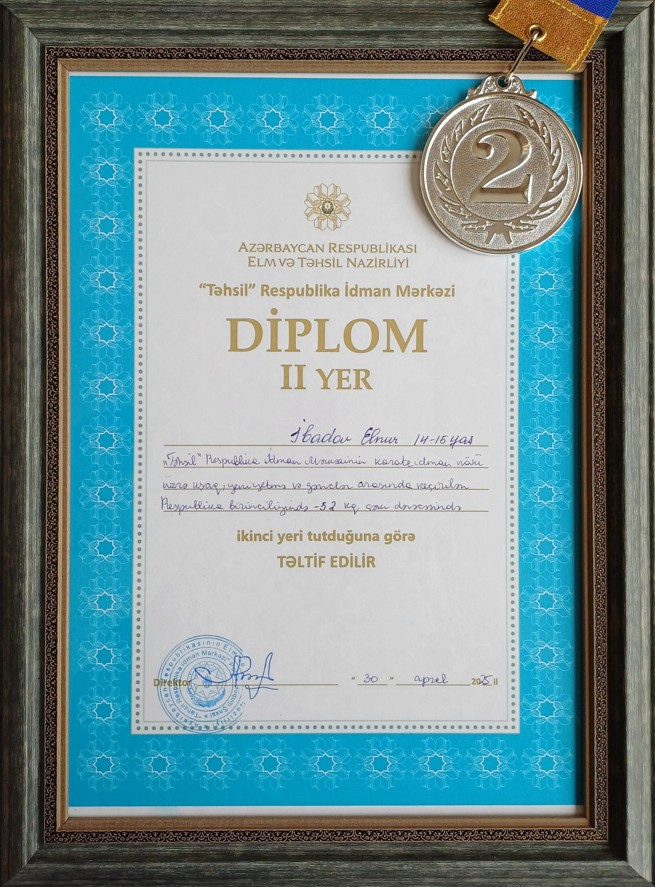 2
AZƏRBAYCAN RESPUBLİKASI
ELM VƏ TƏHSİL NAZİRLİYİ
“Təhsil” Respublika İdman Mərkəzi
DİPLOM
II YER
İbadov Elnur 14-15 yaş
„Təhsil" Respublika İdman Mərkəzinin karate idman növü
üzrə uşaq, yeniyetmə və gənclər arasında keçirilən
Respublika birinciliyində -52 kg çəki dərəcəsində
ikinci yeri tutduğuna görə
TƏLTİF EDİLİR
Direktor
" 30 " aprel 2025 il